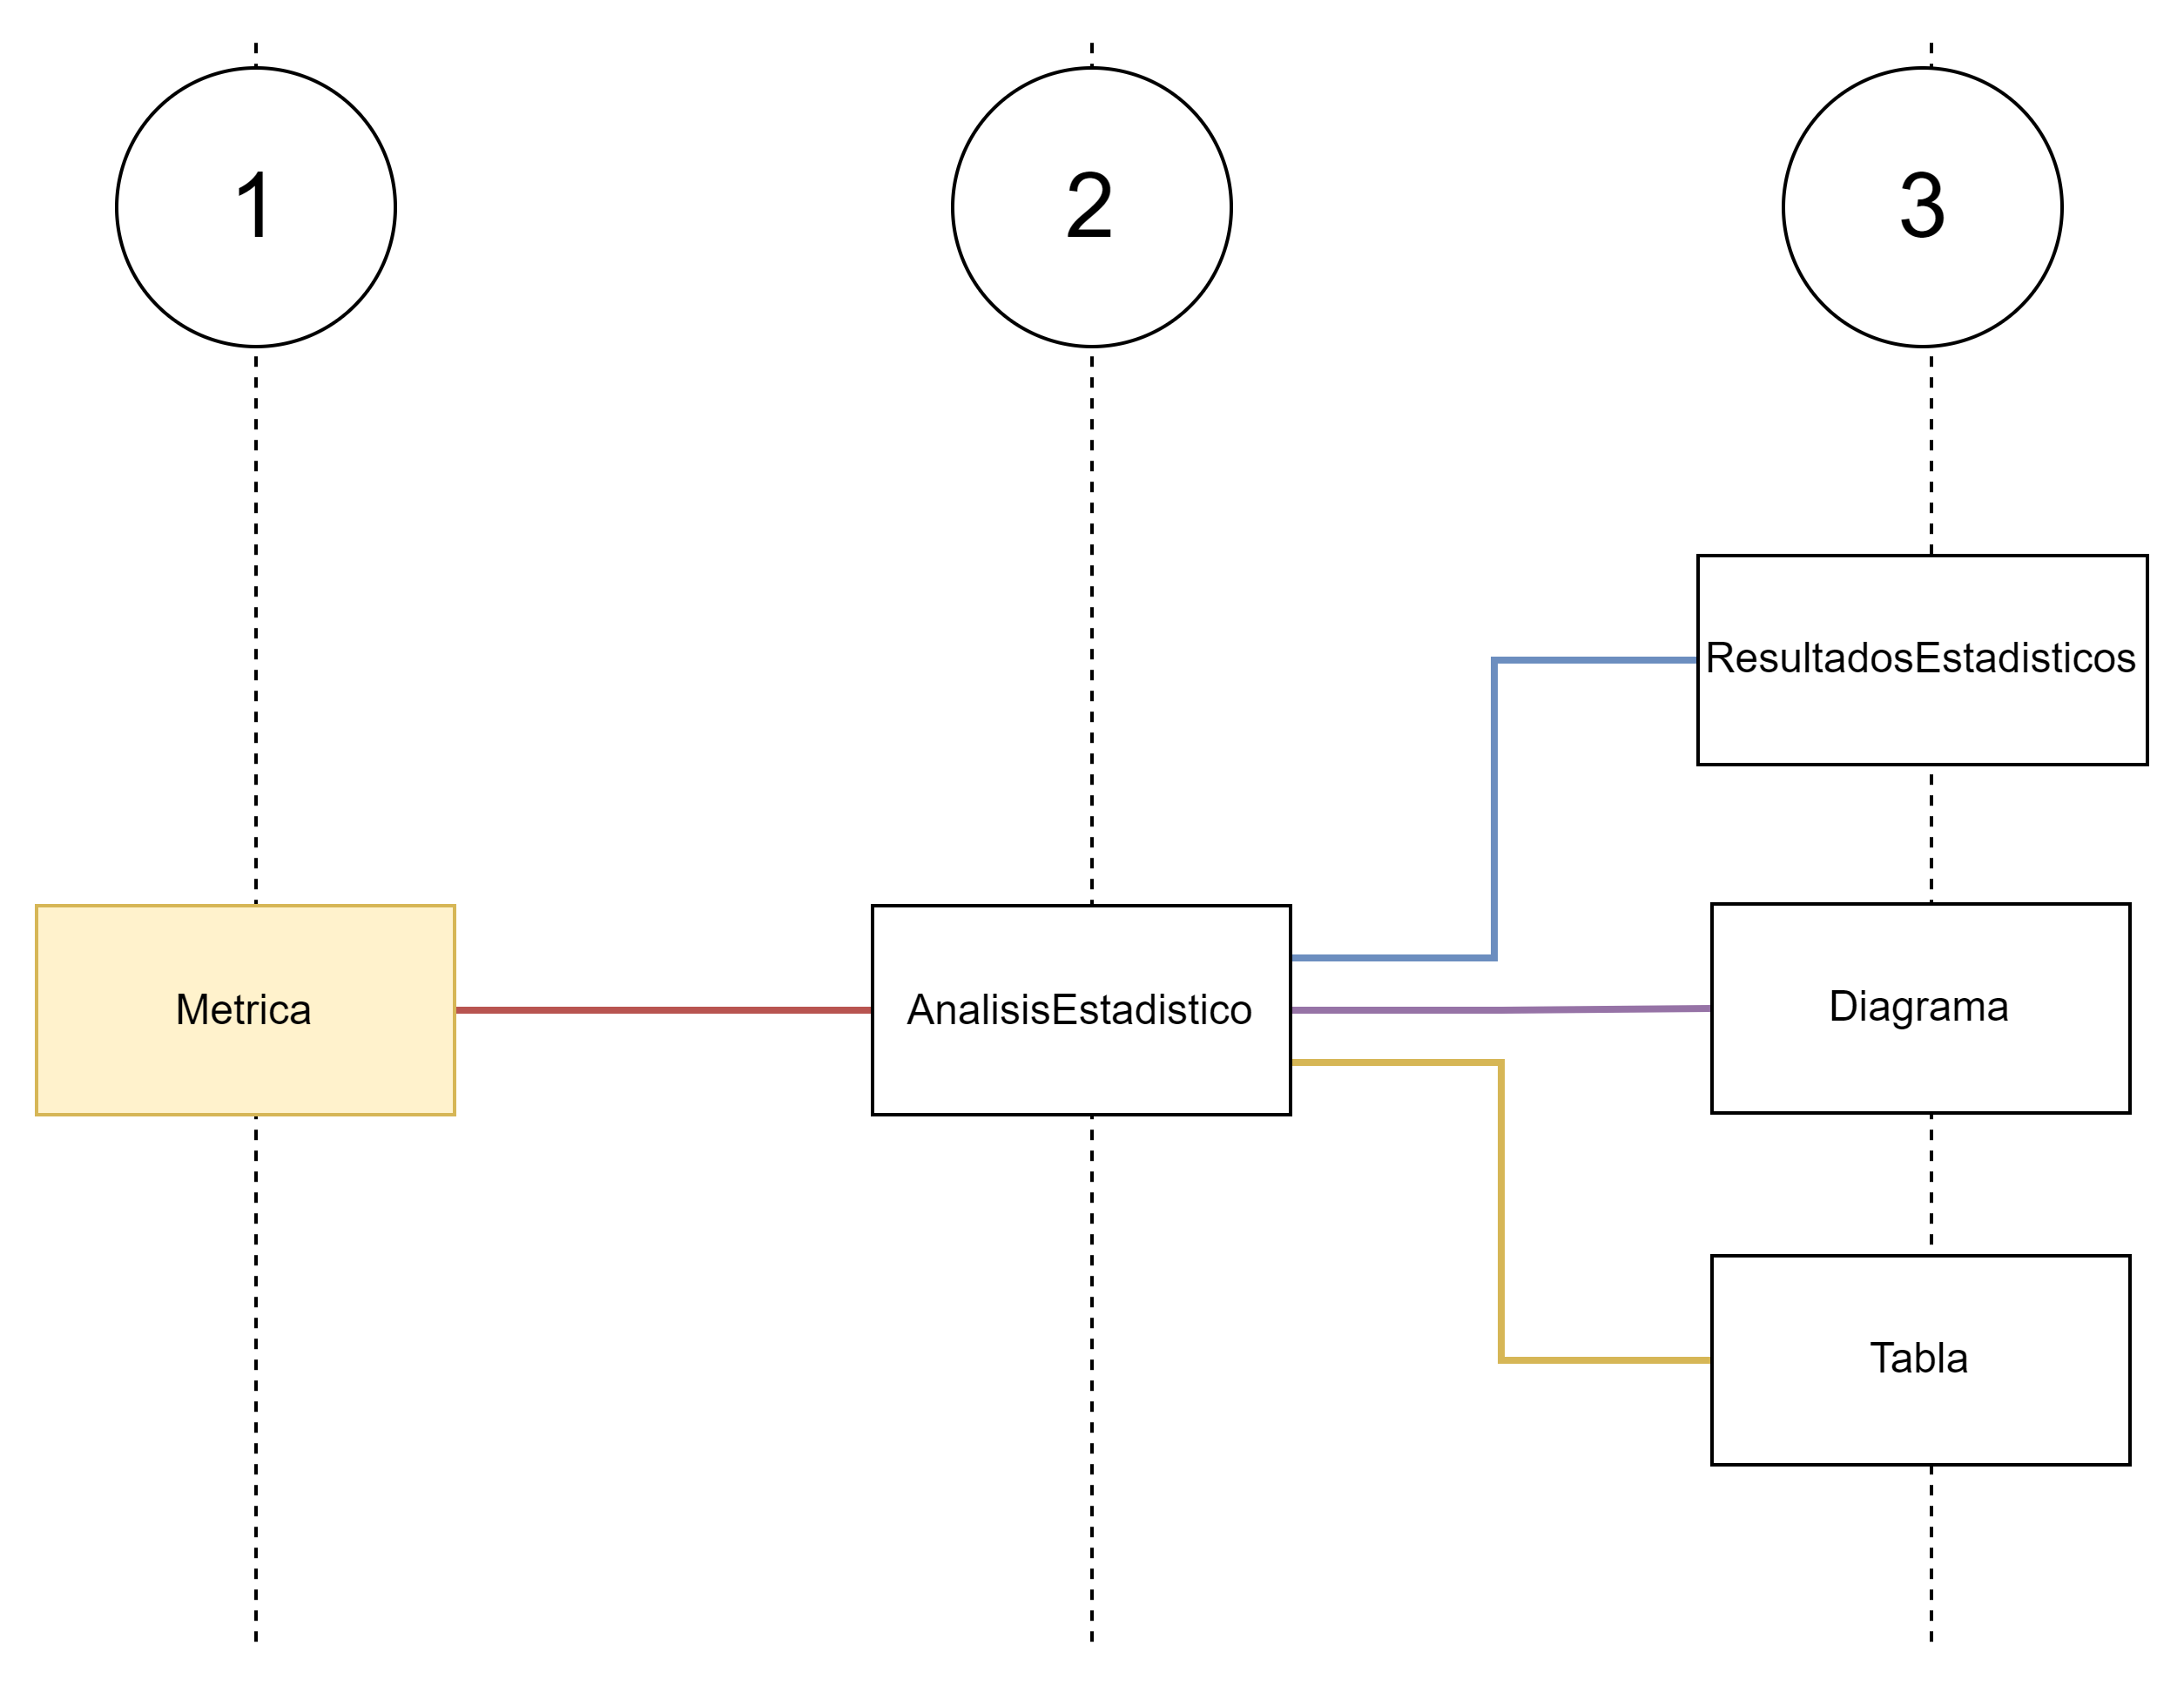 1
2
3
ResultadosEstadisticos
Metrica
AnalisisEstadistico
Diagrama
Tabla